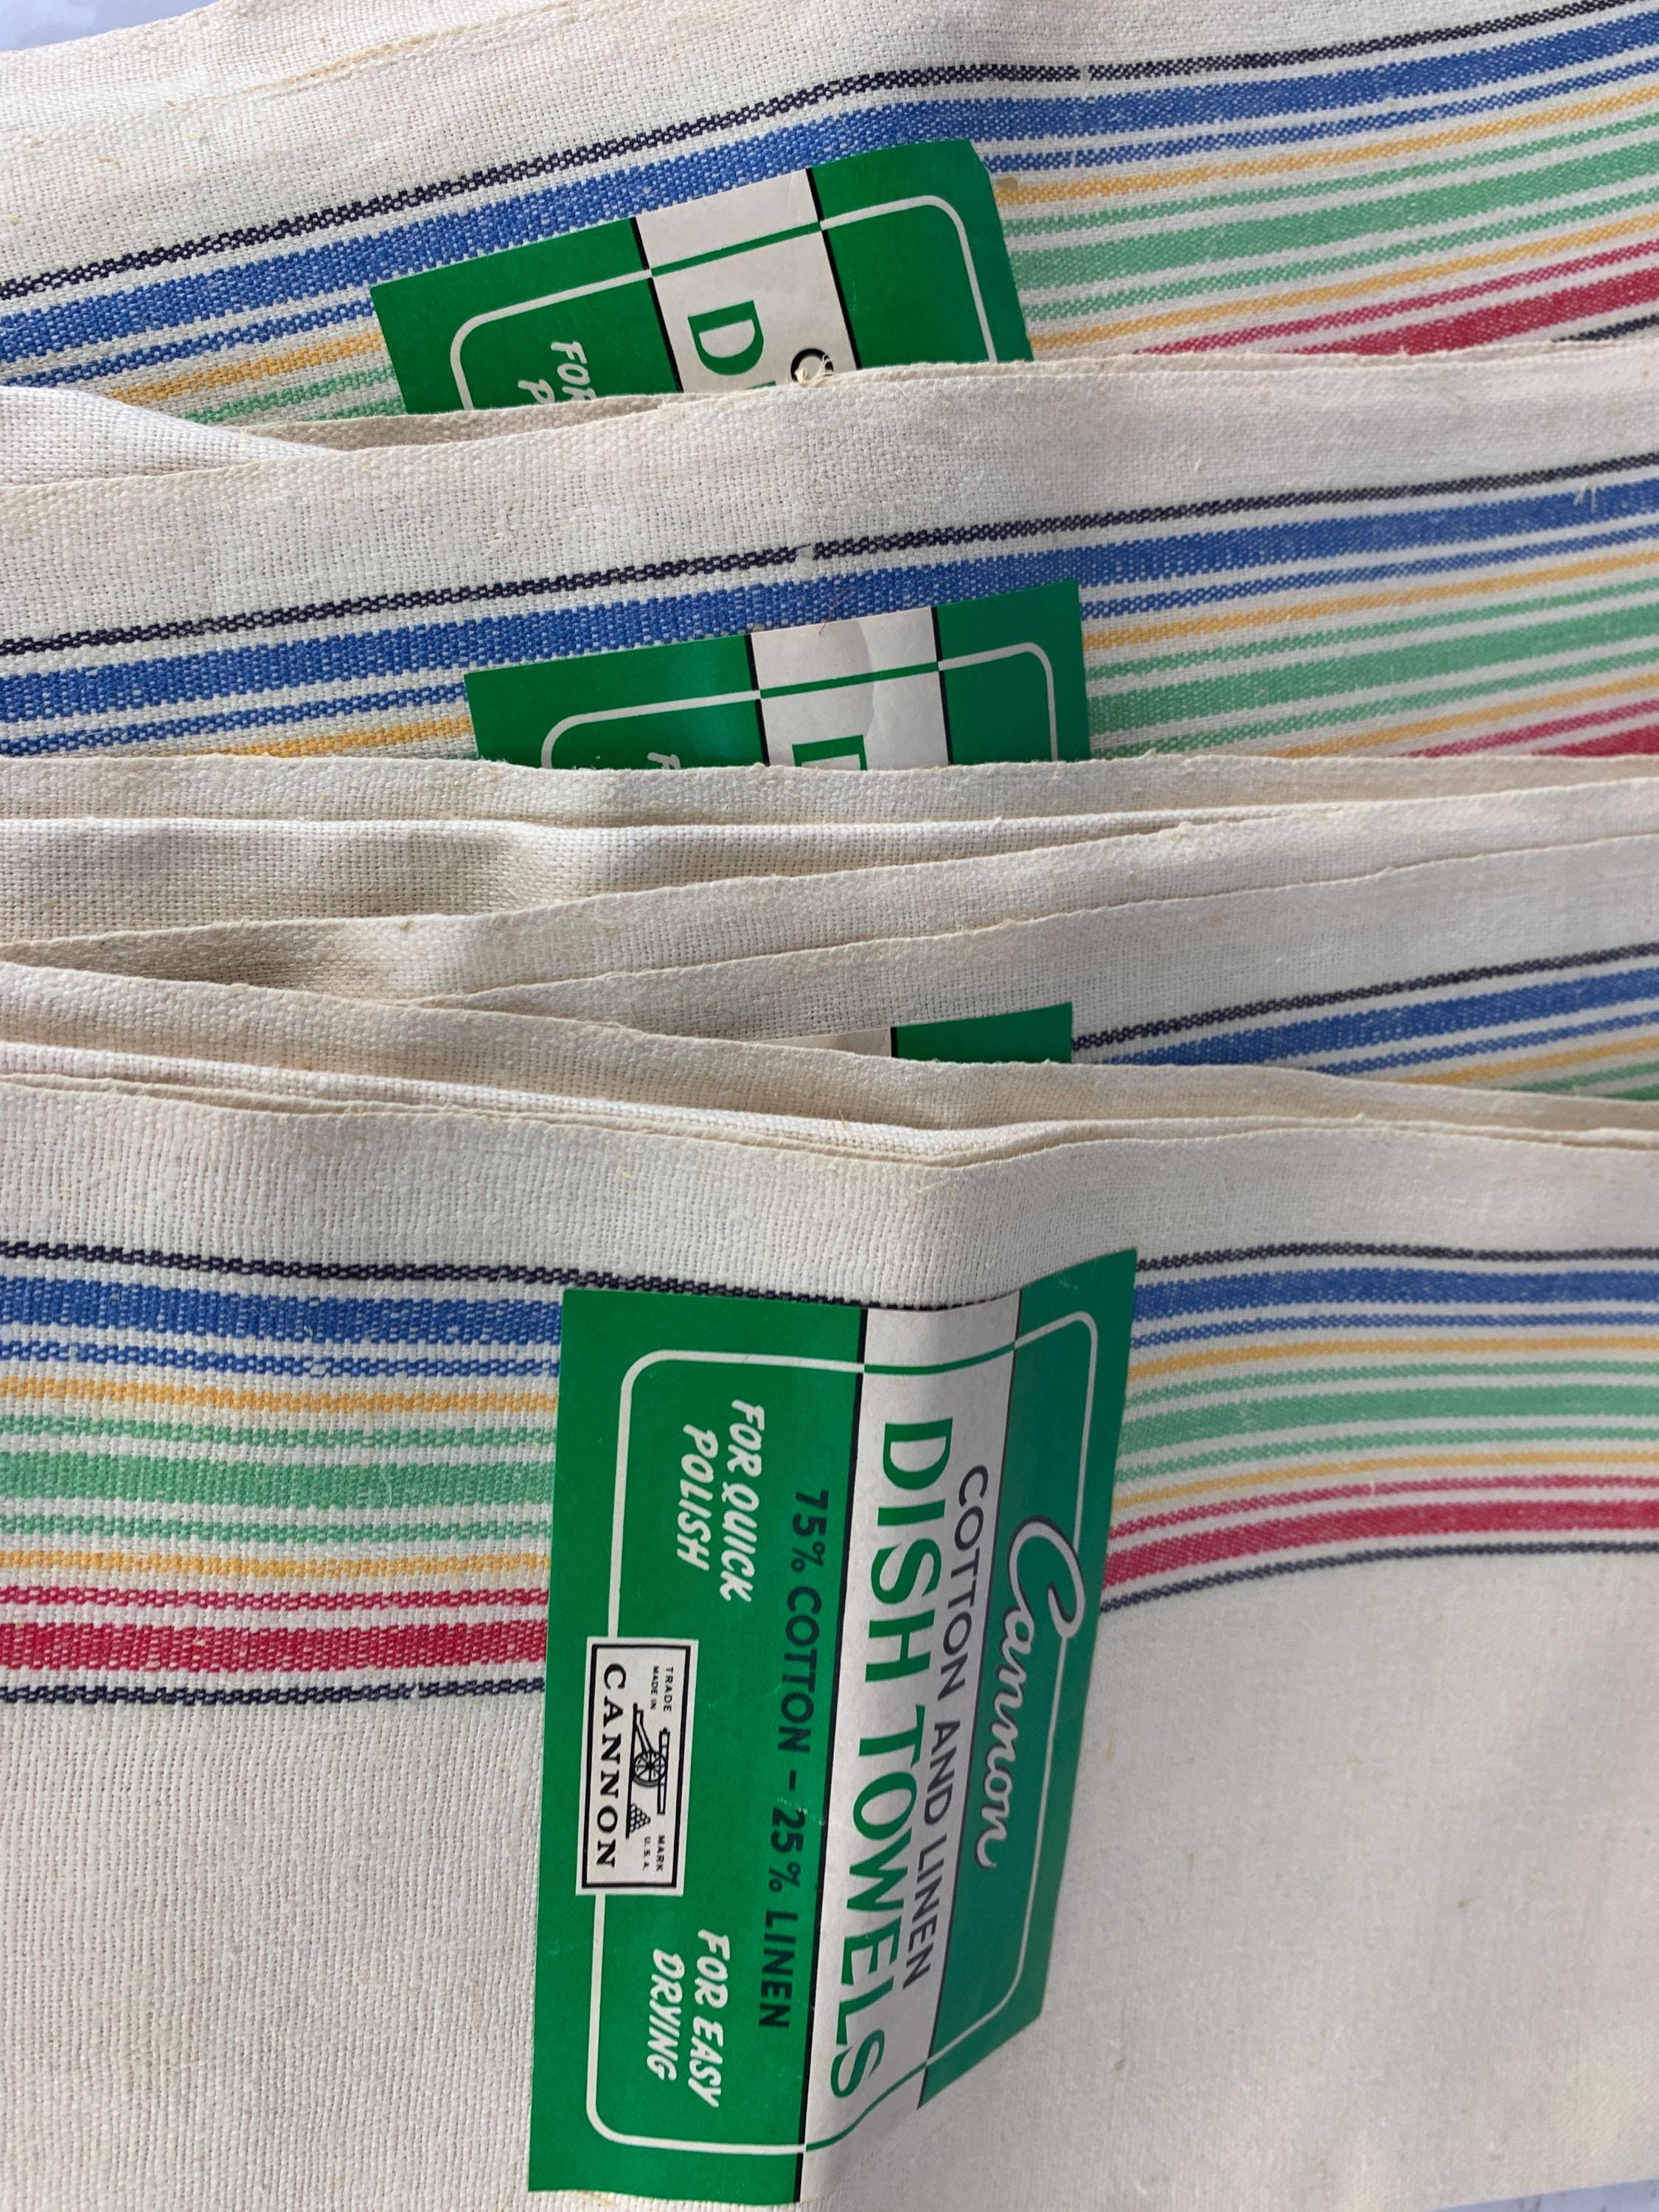 Cannon
COTTON AND LINEN
DISH TOWELS
75% COTTON – 25% LINEN
FOR QUICK
POLISH
FOR EASY
DRYING
TRADE MARK
MADE IN U.S.A.
CANNON